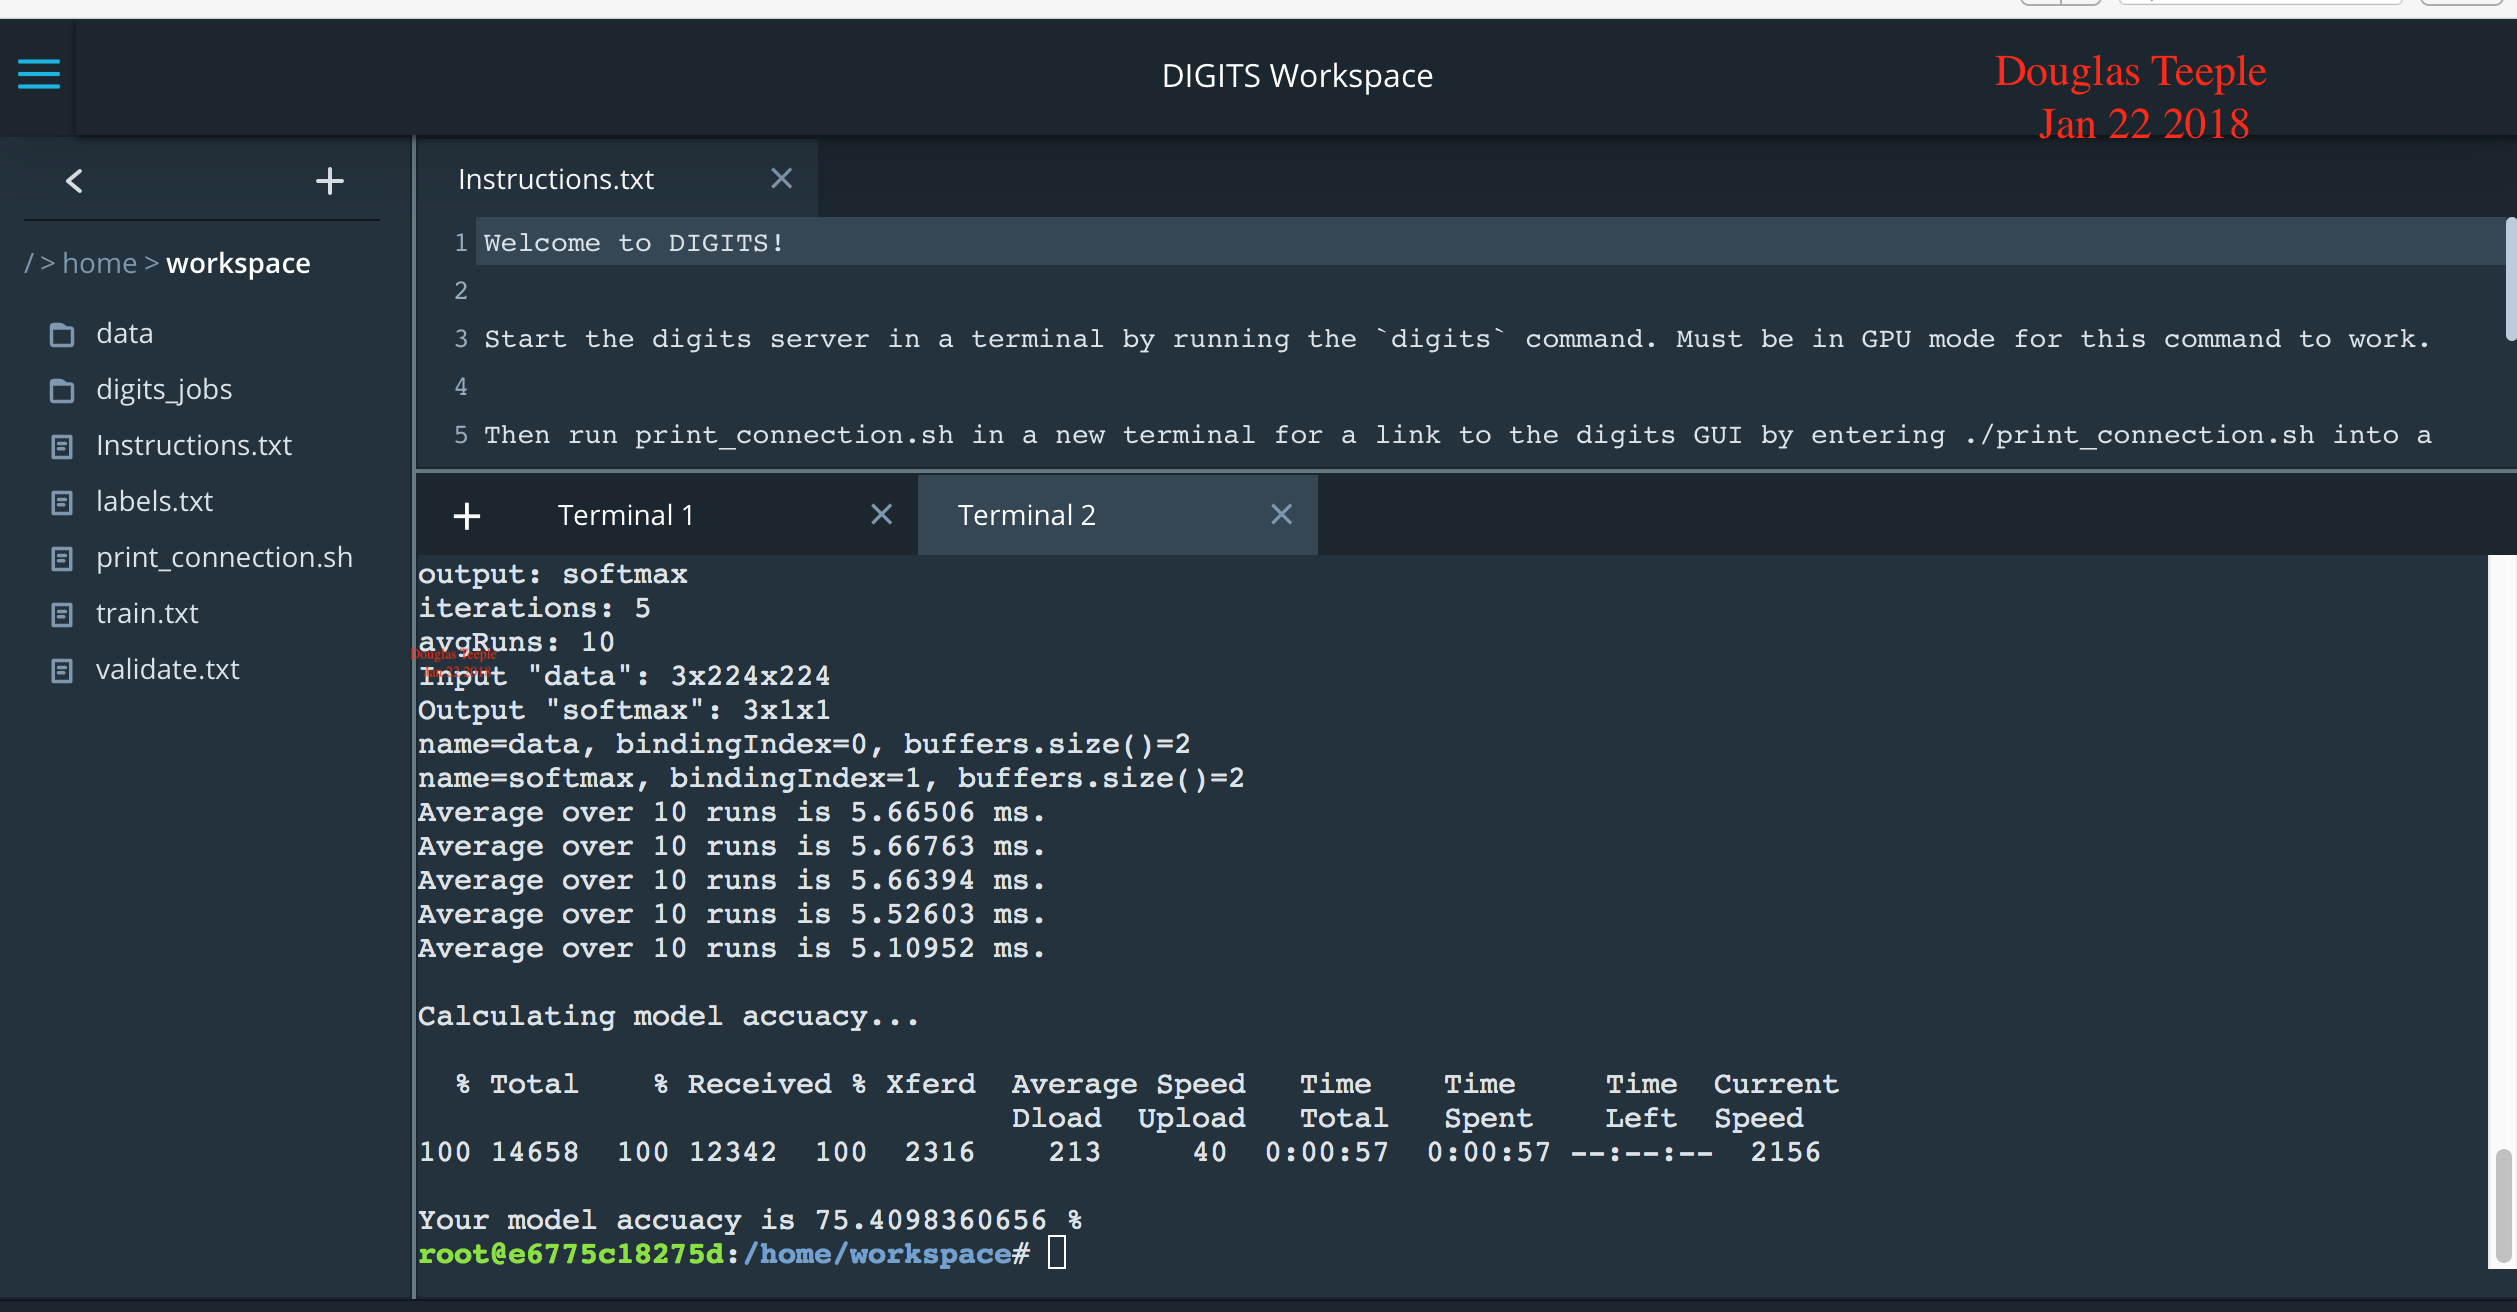 DIGITS Workspace
Douglas Teeple
Jan 22 2018
Instructions.txt
/ > home > workspace
data
digits_jobs
Instructions.txt
labels.txt
print_connection.sh
train.txt
validate.txt
1 Welcome to DIGITS!
2
3 Start the digits server in a terminal by running the `digits` command. Must be in GPU mode for this command to work.
4
5 Then run print_connection.sh in a new terminal for a link to the digits GUI by entering ./print_connection.sh into a
Terminal 1
Terminal 2
output: softmax
iterations: 5
avgRuns: 10
Douglas Teeple
Jan 22 2018
Input "data": 3x224x224
Output "softmax": 3x1x1
name=data, bindingIndex=0, buffers.size()=2
name=softmax, bindingIndex=1, buffers.size()=2
Average over 10 runs is 5.66506 ms.
Average over 10 runs is 5.66763 ms.
Average over 10 runs is 5.66394 ms.
Average over 10 runs is 5.52603 ms.
Average over 10 runs is 5.10952 ms.
Calculating model accuacy...
% Total % Received % Xferd Average Speed Time Time Time Current
Dload Upload Total Spent Left Speed
100 14658 100 12342 100 2316 213 40 0:00:57 0:00:57 --:--:-- 2156
Your model accuacy is 75.4098360656 %
root@e6775c18275d:/home/workspace#